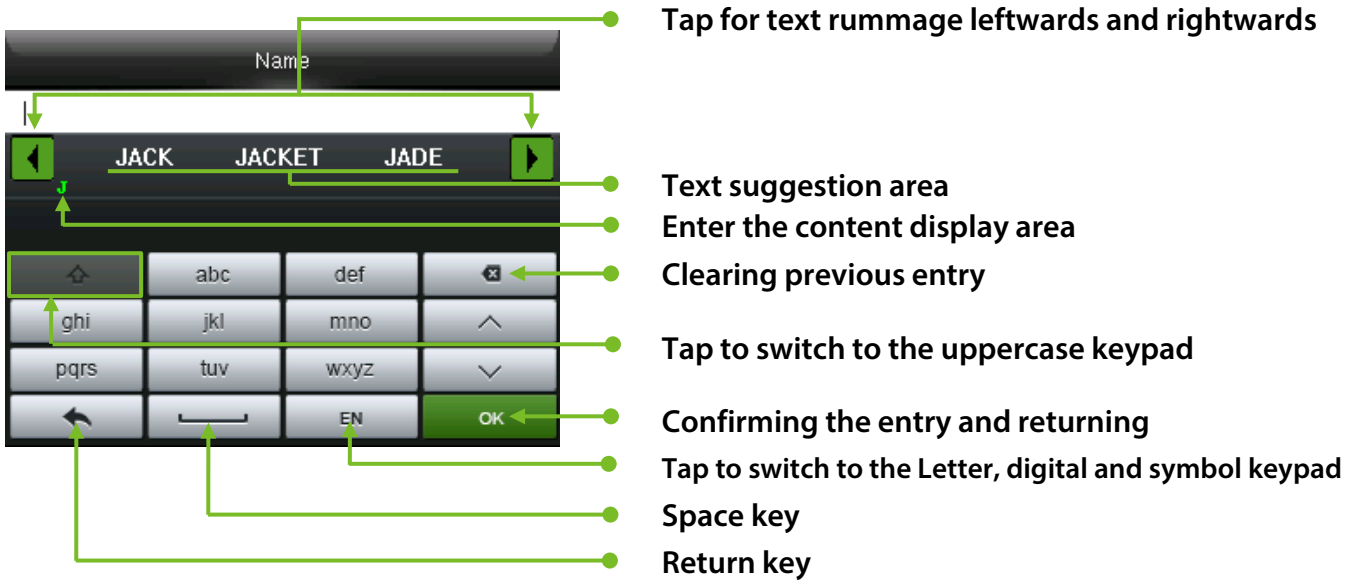 Tap for text rummage leftwards and rightwards
Name
JACK JACKET JADE
J
Text suggestion area
Enter the content display area
abc def
Clearing previous entry
ghi jkl mno
Tap to switch to the uppercase keypad
pqrs tuv wxyz
EN OK
Confirming the entry and returning
Tap to switch to the Letter, digital and symbol keypad
Space key
Return key